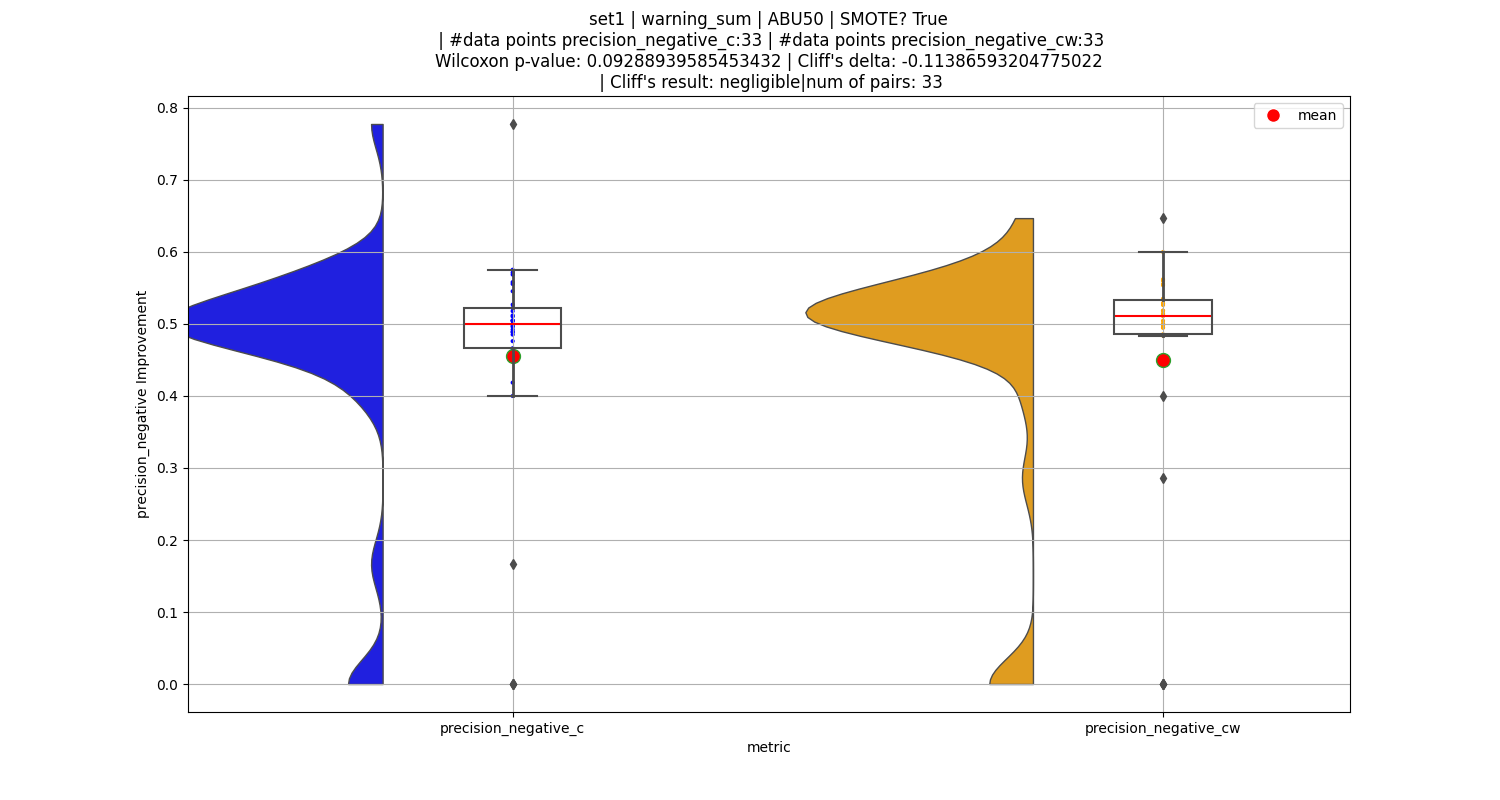 set1 | warning_sum | ABU50 | SMOTE? True
| #data points precision_negative_c:33 | #data points precision_negative_cw:33
Wilcoxon p-value: 0.09288939585453432 | Cliff's delta: -0.11386593204775022
| Cliff's result: negligible|num of pairs: 33
mean
0.8
0.7
0.6
0.5
0.4
0.3
0.2
0.1
0.0
precision_negative Improvement
precision_negative_c
precision_negative_cw
metric